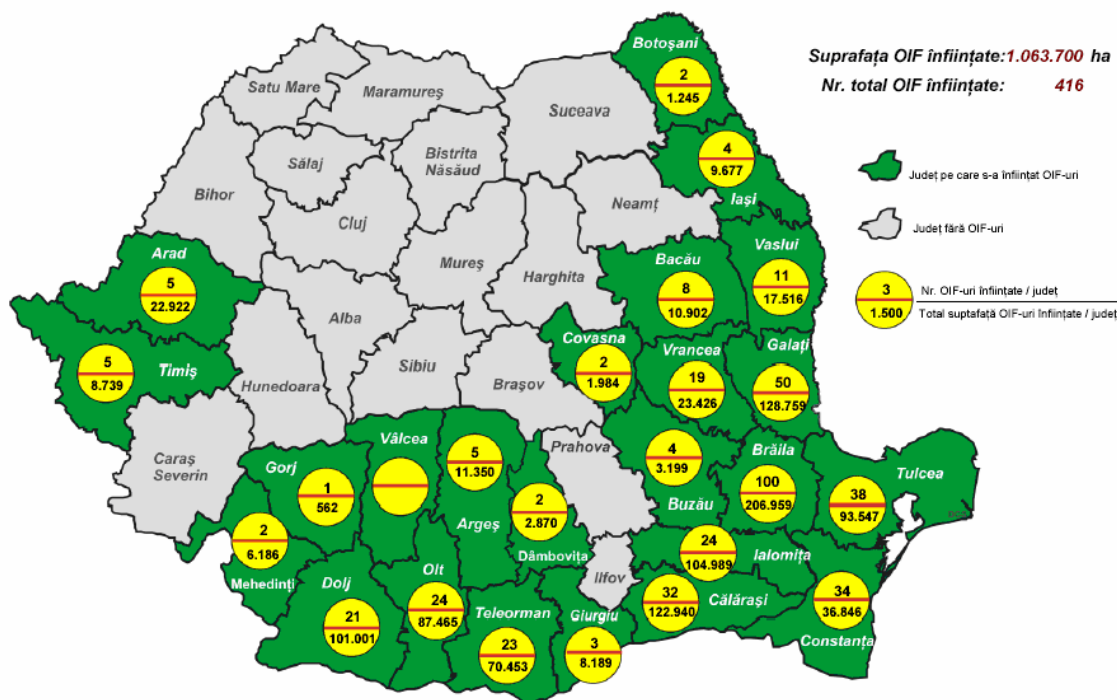 Suprafața OIF înființate:1.063.700 ha
Nr. total OIF înființate: 416
Județ pe care s-a înființat OIF-uri
Județ fără OIF-uri
3
1.500
Nr. OIF-uri înființate / județ
Total suptafață OIF-uri înființate / județ
Botoșani
2
1.245
Satu Mare
Maramureș
Suceava
4
9.677
Iași
Sălaj
Bistrita
Năsăud
Bihor
Cluj
Neamț
Mureș
Harghita
Arad
5
22.922
Bacău
8
10.902
Vaslui
11
17.516
Alba
5
8.739
Timiș
Hunedoara
Sibiu
Brașov
Covasna
2
1.984
Vrancea
19
23.426
Galați
50
128.759
Caraș
Severin
Gorj
1
562
Vâlcea
5
11.350
Argeș
2
2.870
Dâmbovița
Prahova
4
3.199
Buzău
Brăila
100
206.959
38
93.547
Tulcea
2
6.186
Mehedinți
Dolj
21
101.001
Olt
24
87.465
Teleorman
23
70.453
Giurgiu
3
8.189
Ilfov
24
104.989
Ialomița
32
122.940
Călărași
34
36.846
Constanța